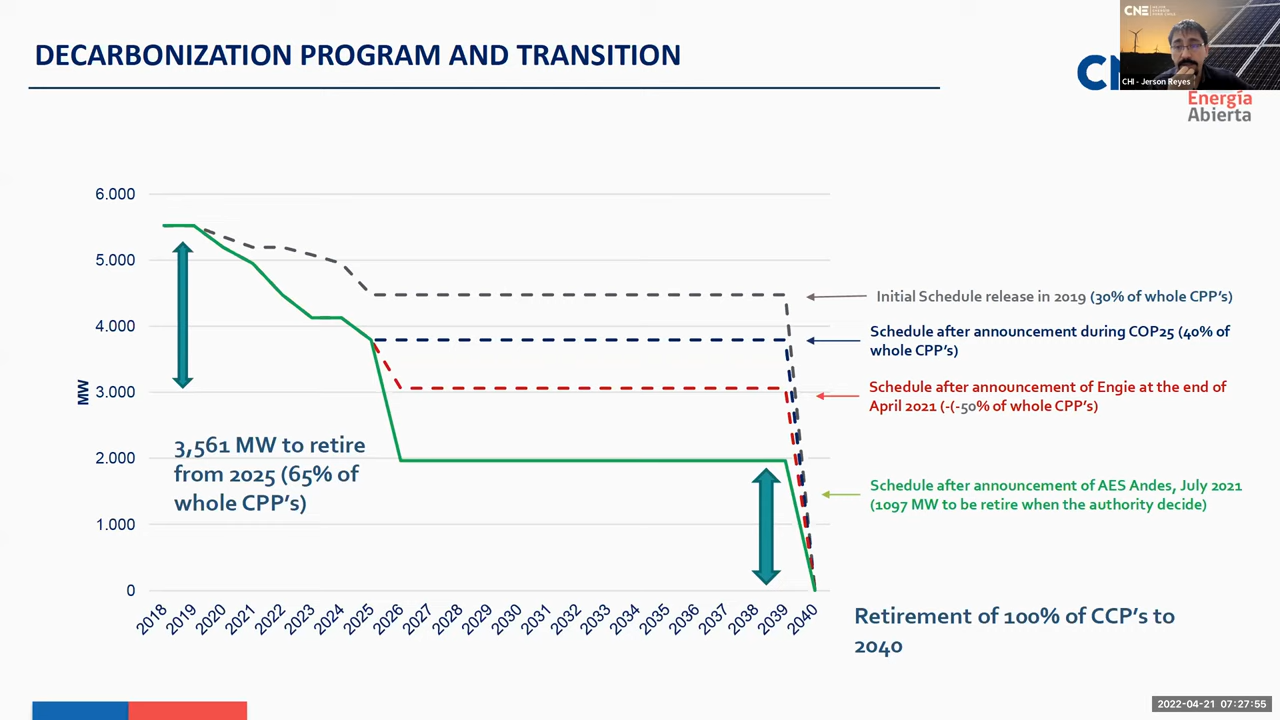 DECARBONIZATION PROGRAM AND TRANSITION
CNE
CHI - Jerson Reyes
Energía
Abierta
6.000
5.000
4.000
3.000
2.000
1.000
0
MW
3,561 MW to retire
from 2025 (65% of
whole CPP's)
2018 2019 2020 2021 2022 2023 2024 2025 2026 2027 2028 2029 2030 2031 2032 2033 2034 2035 2036 2037 2038 2039 2040
Initial Schedule release in 2019 (30% of whole CPP's)
Schedule after announcement during COP25 (40% of
whole CPP's)
Schedule after announcement of Engie at the end of
April 2021 (-(-50% of whole CPP's)
Schedule after announcement of AES Andes, July 2021
(1097 MW to be retire when the authority decide)
Retirement of 100% of CCP's to
2040
2022-04-21 07:27:55